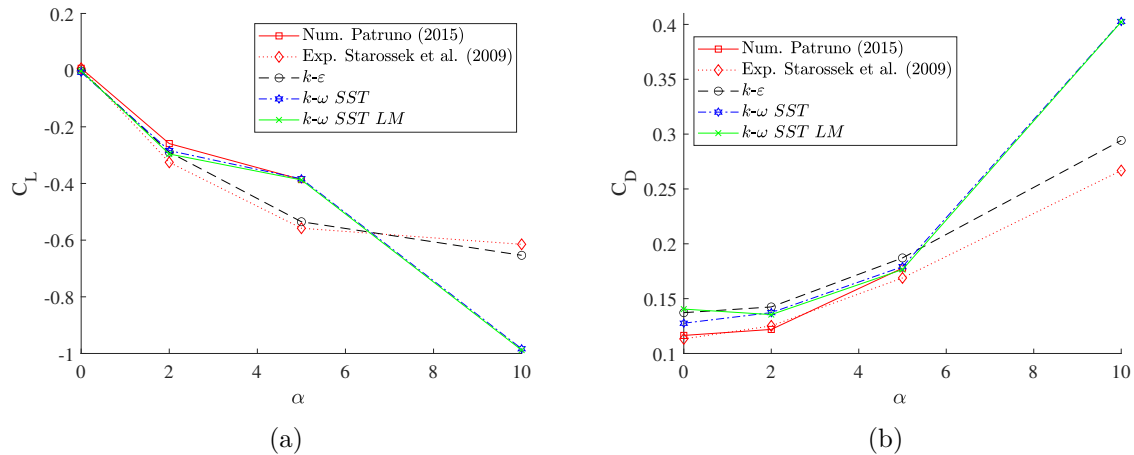 0.2
0
-0.2
-0.4
-0.6
-0.8
-1
C_L
0 2 4 6 8 10
α
Num. Patruno (2015)
Exp. Starossek et al. (2009)
k-ε
k-ω SST
k-ω SST LM
(a)
0.4
0.35
0.3
0.25
0.2
0.15
0.1
C_D
0 2 4 6 8 10
α
Num. Patruno (2015)
Exp. Starossek et al. (2009)
k-ε
k-ω SST
k-ω SST LM
(b)